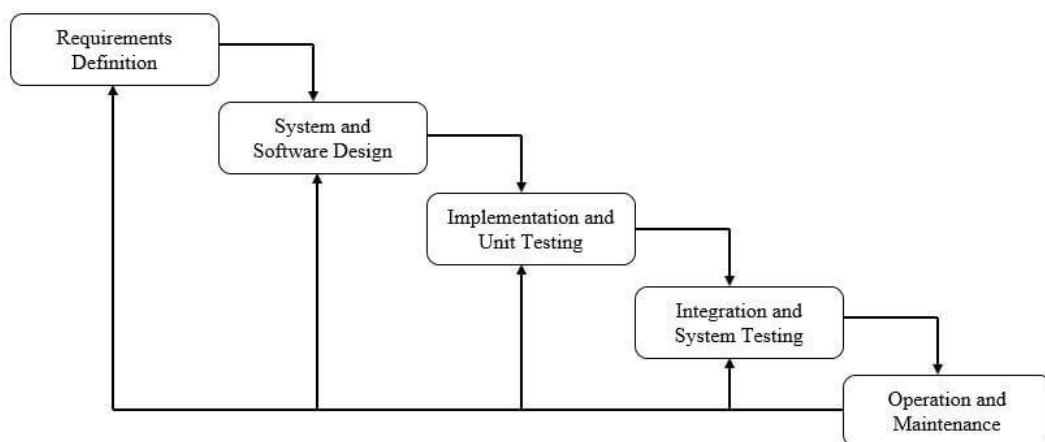 Requirements
Definition
System and
Software Design
Implementation and
Unit Testing
Integration and
System Testing
Operation and
Maintenance